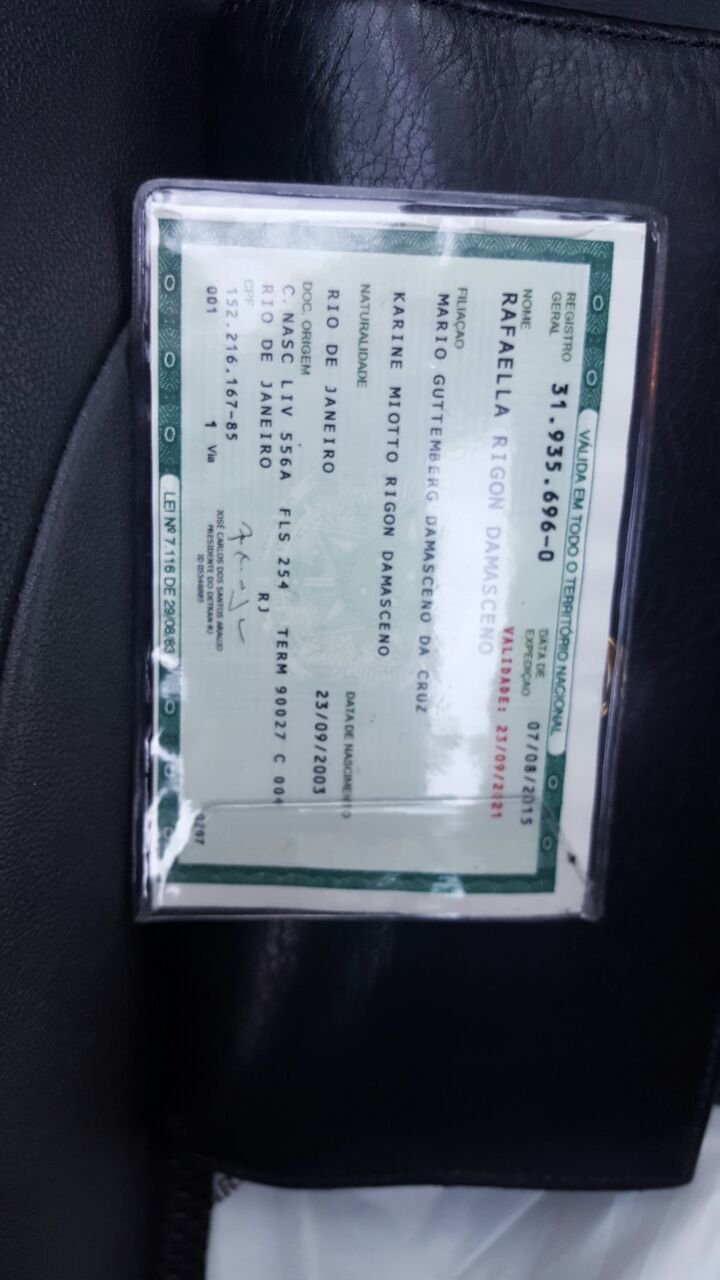 VÁLIDA EM TODO O TERRITÓRIO NACIONAL
REGISTRO GERAL 31.935.696-0 DATA DE EXPEDIÇÃO 07/08/2015
VALIDADE: 23/09/2021
NOME
RAFAELLA RIGON DAMASCENO
FILIAÇÃO
MARIO GUTTEMBERG DAMASCENO DA CRUZ
KARINE MIOTTO RIGON DAMASCENO
NATURALIDADE DATA DE NASCIMENTO
RIO DE JANEIRO 23/09/2003
DOC. ORIGEM
C. NASC LIV 556A FLS 254 TERM 90027 C 004
RIO DE JANEIRO RJ
CPF
152.216.167-85
001 1 Via
JOSÉ CARLOS DOS SANTOS ARAUJO
PRESIDENTE DO DETRAN-RJ
0297
LEI Nº 7.116 DE 29/08/83